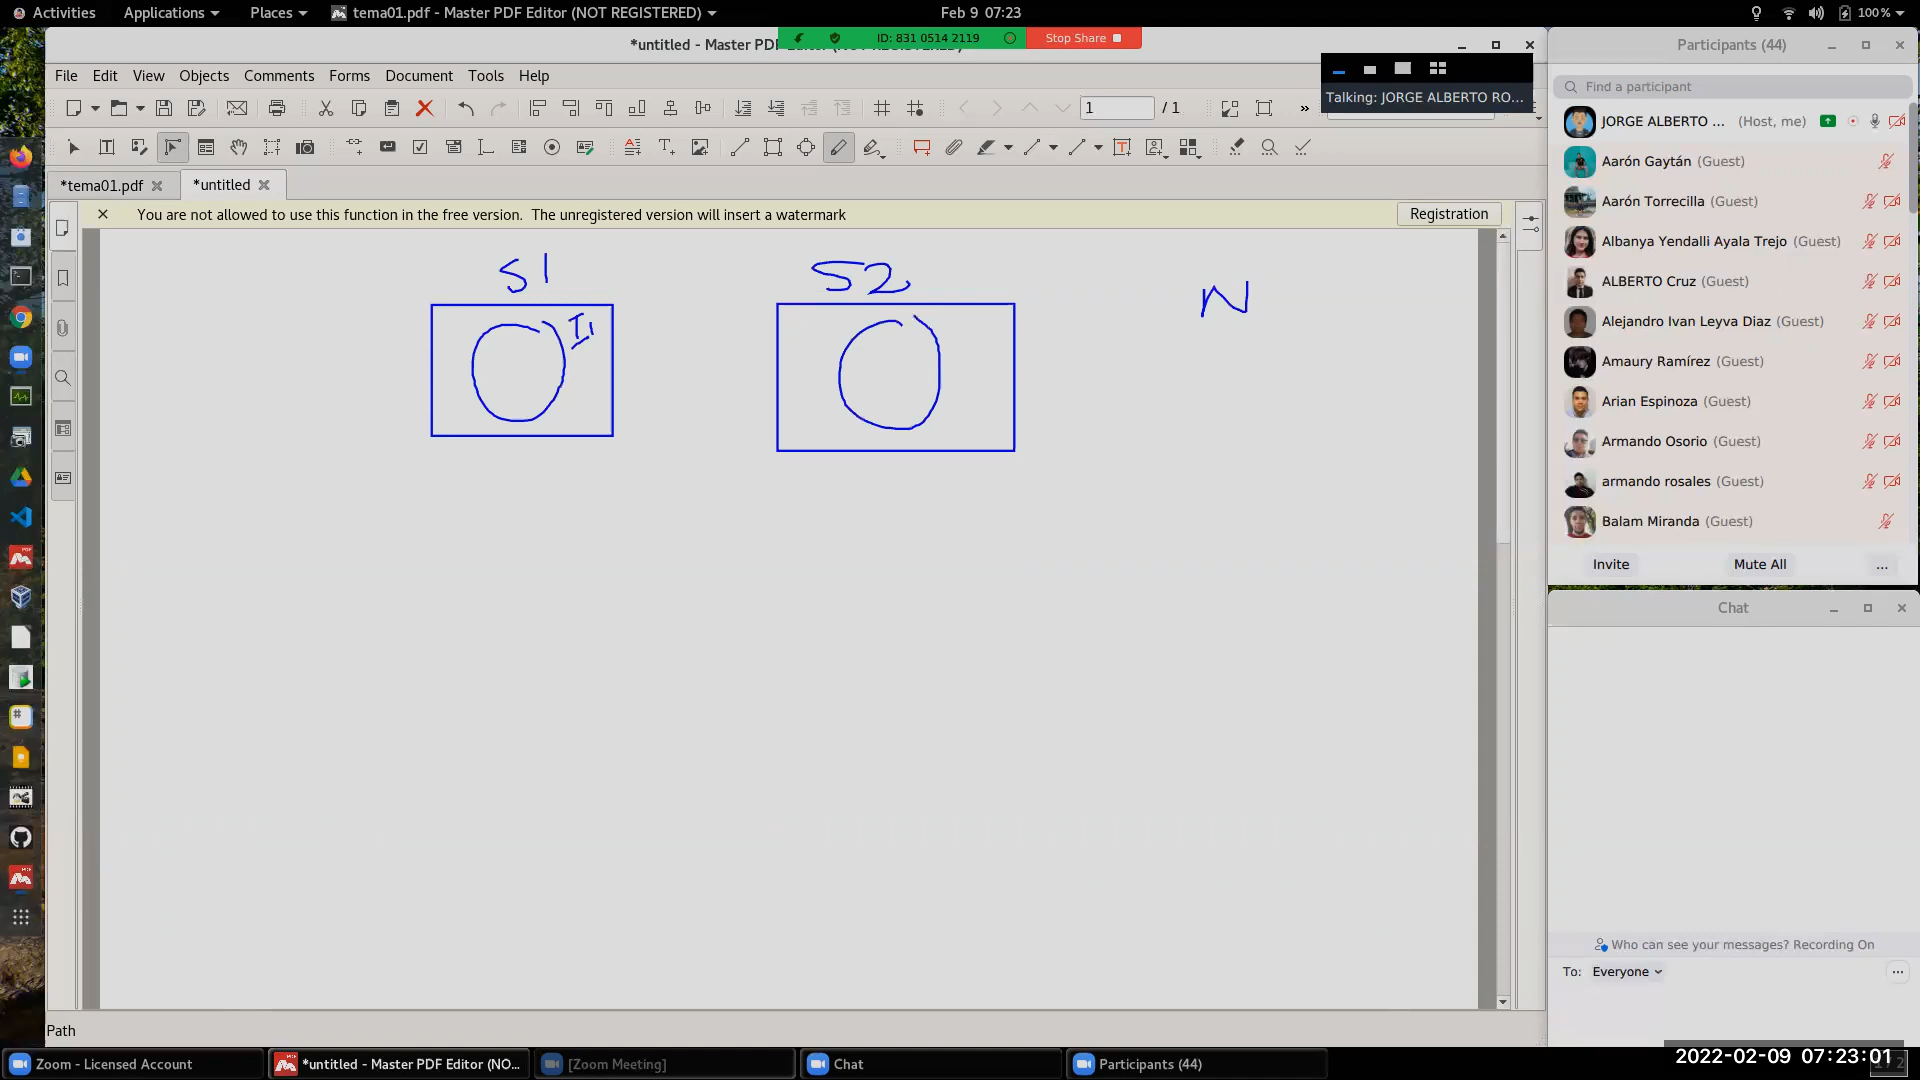 Activities Applications Places tema01.pdf - Master PDF Editor (NOT REGISTERED) Feb 9 07:23 100%
*untitled - Master PDF
ID: 831 0514 2119 Stop Share
File Edit View Objects Comments Forms Document Tools Help
Talking: JORGE ALBERTO RO...
1 / 1
*tema01.pdf *untitled
You are not allowed to use this function in the free version. The unregistered version will insert a watermark Registration
S1 S2 N
I1
Path
Participants (44)
Find a participant
JORGE ALBERTO ... (Host, me)
Aarón Gaytán (Guest)
Aarón Torrecilla (Guest)
Albanya Yendalli Ayala Trejo (Guest)
ALBERTO Cruz (Guest)
Alejandro Ivan Leyva Diaz (Guest)
Amaury Ramírez (Guest)
Arian Espinoza (Guest)
Armando Osorio (Guest)
armando rosales (Guest)
Balam Miranda (Guest)
Invite Mute All ...
Chat
Who can see your messages? Recording On
To: Everyone
Zoom - Licensed Account *untitled - Master PDF Editor (NO... [Zoom Meeting] Chat Participants (44)
2022-02-09 07:23:01